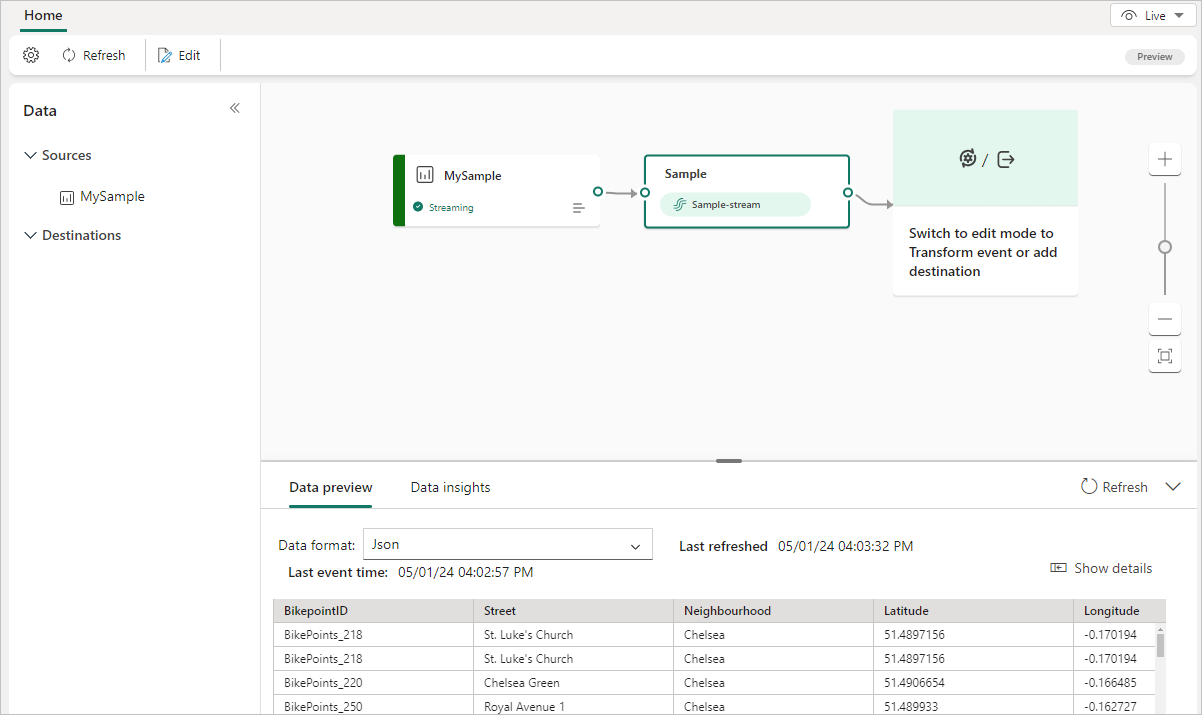 Home
Live
Refresh
Edit
Preview
Data
Sources
MySample
Destinations
MySample
Streaming
Sample
Sample-stream
/
Switch to edit mode to
Transform event or add
destination
Data preview
Data insights
Refresh
Data format: Json
Last refreshed 05/01/24 04:03:32 PM
Last event time: 05/01/24 04:02:57 PM
Show details
BikepointID Street Neighbourhood Latitude Longitude
BikePoints_218 St. Luke's Church Chelsea 51.4897156 -0.170194
BikePoints_218 St. Luke's Church Chelsea 51.4897156 -0.170194
BikePoints_220 Chelsea Green Chelsea 51.4906654 -0.166485
BikePoints_250 Royal Avenue 1 Chelsea 51.489933 -0.162727